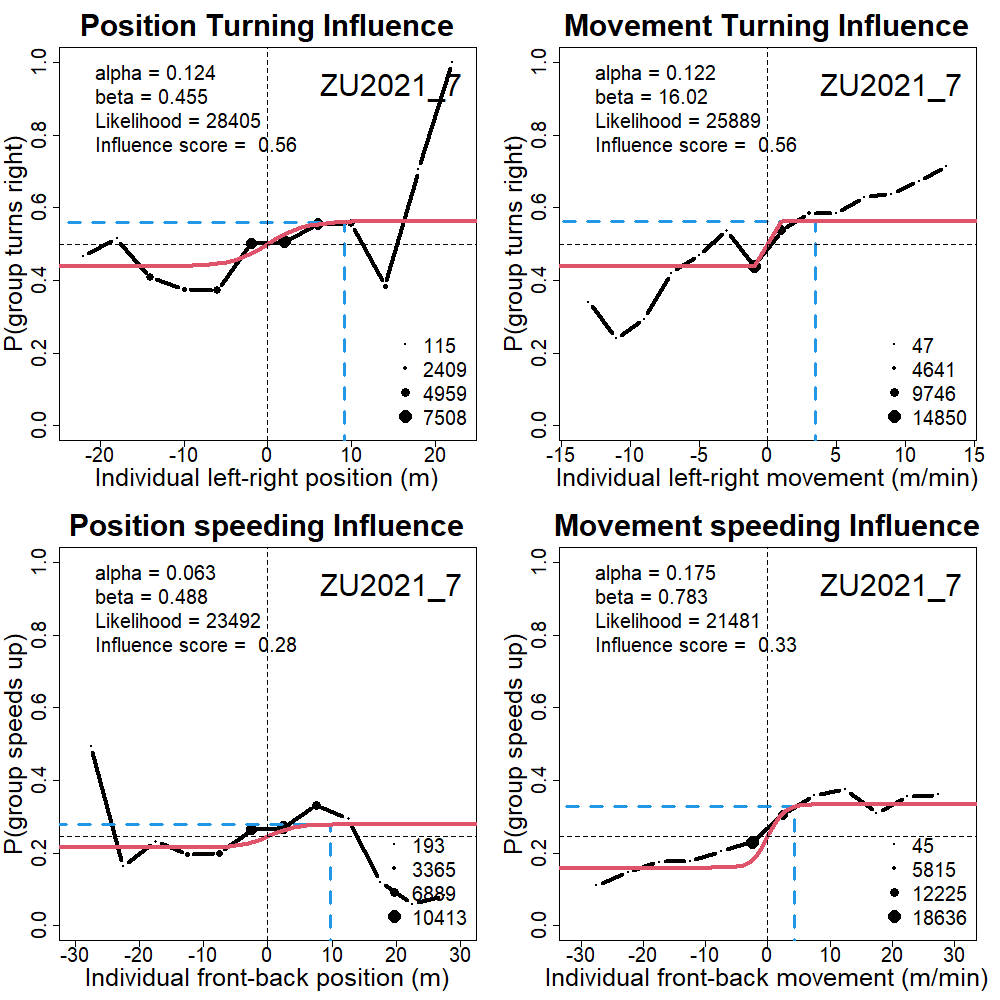 Position Turning Influence
P(group turns right)
1.0
0.8
0.6
0.4
0.2
0.0
alpha = 0.124
beta = 0.455
Likelihood = 28405
Influence score = 0.56
ZU2021_7
115
2409
4959
7508
-20
-10
0
10
20
Individual left-right position (m)
Movement Turning Influence
P(group turns right)
1.0
0.8
0.6
0.4
0.2
0.0
alpha = 0.122
beta = 16.02
Likelihood = 25889
Influence score = 0.56
ZU2021_7
47
4641
9746
14850
-15
-10
-5
0
5
10
15
Individual left-right movement (m/min)
Position speeding Influence
P(group speeds up)
1.0
0.8
0.6
0.4
0.2
0.0
alpha = 0.063
beta = 0.488
Likelihood = 23492
Influence score = 0.28
ZU2021_7
193
3365
6889
10413
-30
-20
-10
0
10
20
30
Individual front-back position (m)
Movement speeding Influence
P(group speeds up)
1.0
0.8
0.6
0.4
0.2
0.0
alpha = 0.175
beta = 0.783
Likelihood = 21481
Influence score = 0.33
ZU2021_7
45
5815
12225
18636
-30
-20
-10
0
10
20
30
Individual front-back movement (m/min)